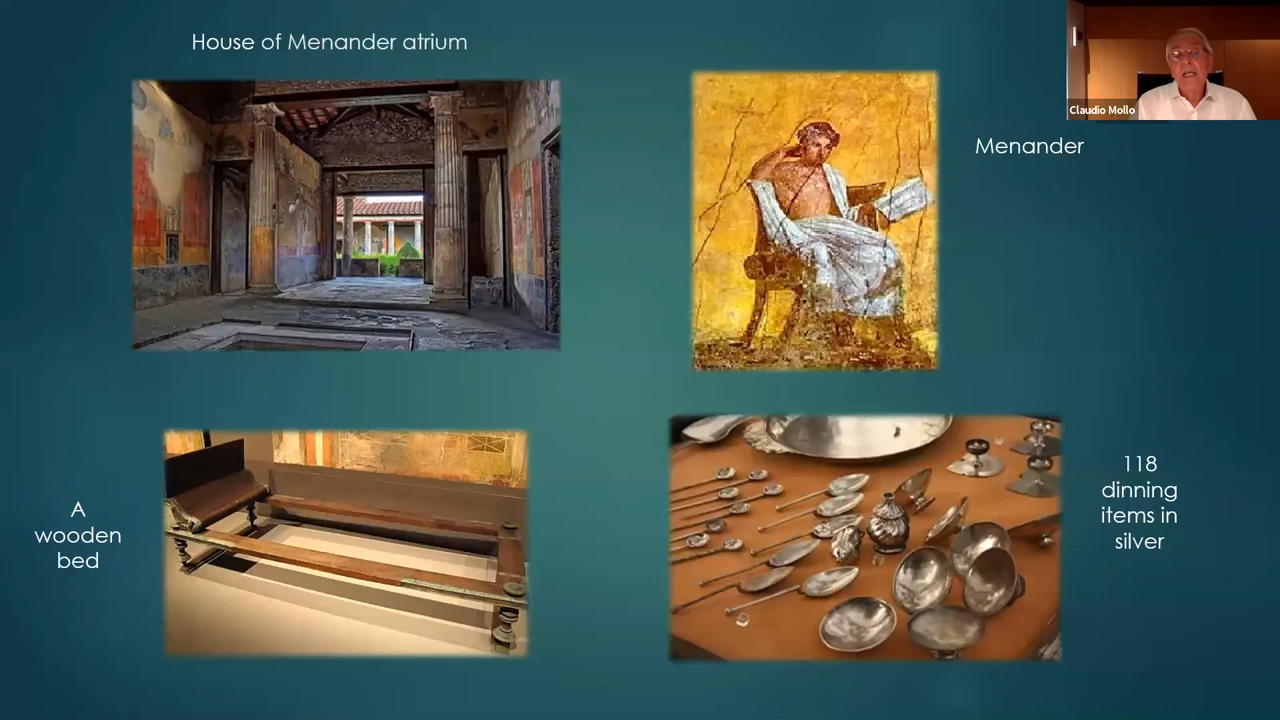 House of Menander atrium
Claudio Mollo
Menander
A
wooden
bed
118
dinning
items in
silver